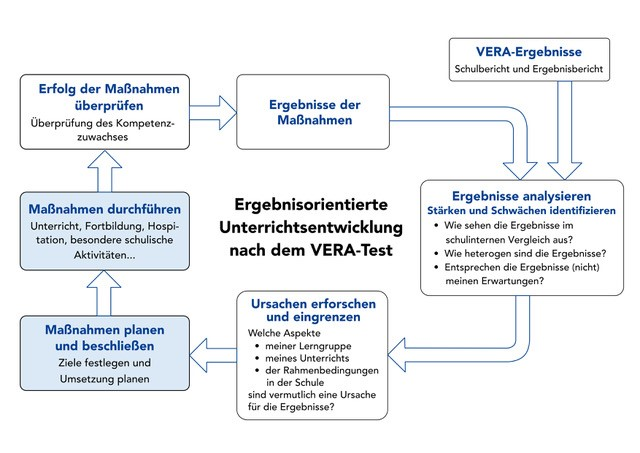 VERA-Ergebnisse
Schulbericht und Ergebnisbericht
Erfolg der Maßnahmen
überprüfen
Überprüfung des Kompetenz-
zuwachses
Ergebnisse der
Maßnahmen
Ergebnisse analysieren
Stärken und Schwächen identifizieren
• Wie sehen die Ergebnisse im
schulinternen Vergleich aus?
• Wie heterogen sind die Ergebnisse?
• Entsprechen die Ergebnisse (nicht)
meinen Erwartungen?
Maßnahmen durchführen
Unterricht, Fortbildung, Hospi-
tation, besondere schulische
Aktivitäten...
Ergebnisorientierte
Unterrichtsentwicklung
nach dem VERA-Test
Ursachen erforschen
und eingrenzen
Welche Aspekte
• meiner Lerngruppe
• meines Unterrichts
• der Rahmenbedingungen
in der Schule
sind vermutlich eine Ursache
für die Ergebnisse?
Maßnahmen planen
und beschließen
Ziele festlegen und
Umsetzung planen